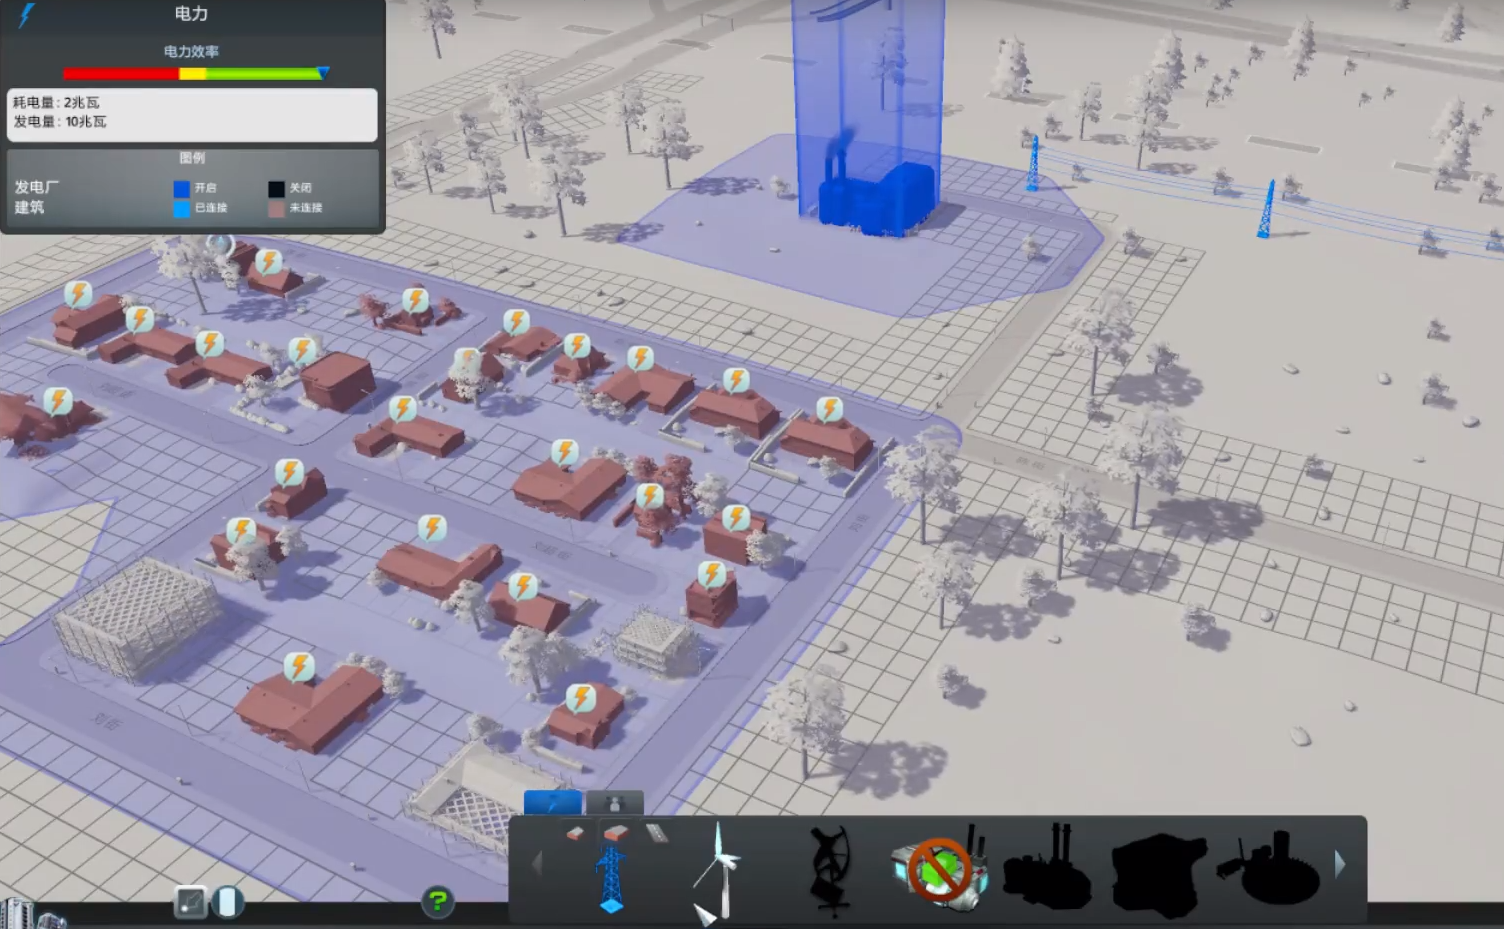 电力
电力效率
耗电量：2兆瓦
发电量：10兆瓦
图例
发电厂 开启 关闭
建筑 已连接 未连接
?